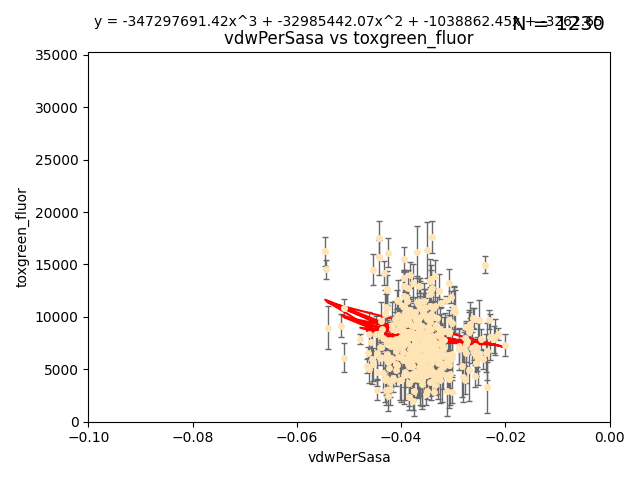 y = -347297691.42x^3 + -32985442.07x^2 + -1038862.45x + -3262.65
N = 1230
vdwPerSasa vs toxgreen_fluor
35000
30000
25000
20000
15000
10000
5000
0
toxgreen_fluor
−0.10 −0.08 −0.06 −0.04 −0.02 0.00
vdwPerSasa